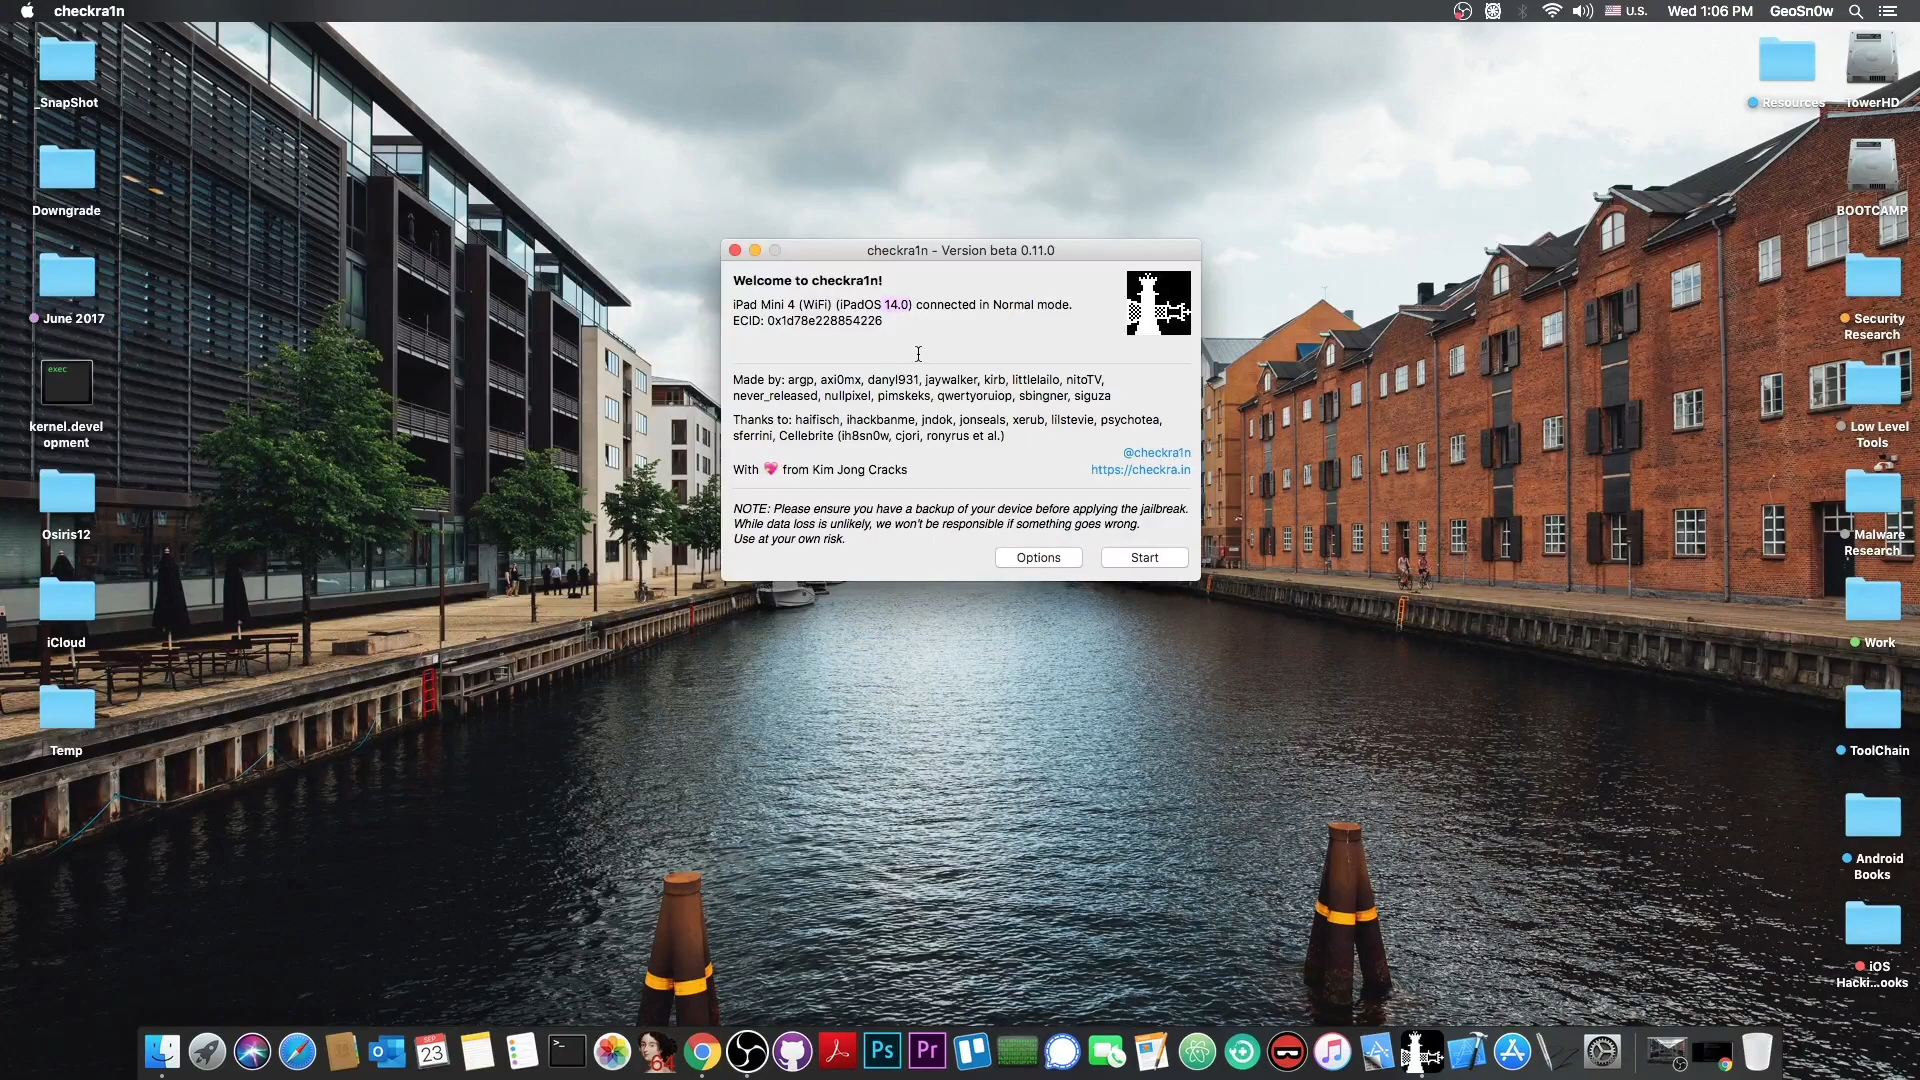 checkra1n
U.S.
Wed 1:06 PM
GeoSn0w
_SnapShot
Downgrade
June 2017
exec
kernel.devel
opment
Osiris12
iCloud
Temp
checkra1n - Version beta 0.11.0
Welcome to checkra1n!
iPad Mini 4 (WiFi) (iPadOS 14.0) connected in Normal mode.
ECID: 0x1d78e228854226
Made by: argp, axi0mx, danyl931, jaywalker, kirb, littlelailo, nitoTV,
never_released, nullpixel, pimskeks, qwertyoruiop, sbingner, siguza
Thanks to: haifisch, ihackbanme, jndok, jonseals, xerub, lilstevie, psychotea,
sferrini, Cellebrite (ih8sn0w, cjori, ronyrus et al.)
@checkra1n
With 💖 from Kim Jong Cracks
https://checkra.in
NOTE: Please ensure you have a backup of your device before applying the jailbreak.
While data loss is unlikely, we won't be responsible if something goes wrong.
Use at your own risk.
Options
Start
Resources
TowerHD
BOOTCAMP
Security
Research
Low Level
Tools
Malware
Research
Work
ToolChain
Android
Books
iOS
Hacki...ooks
SEP
23
>_
64
Ps
Pr